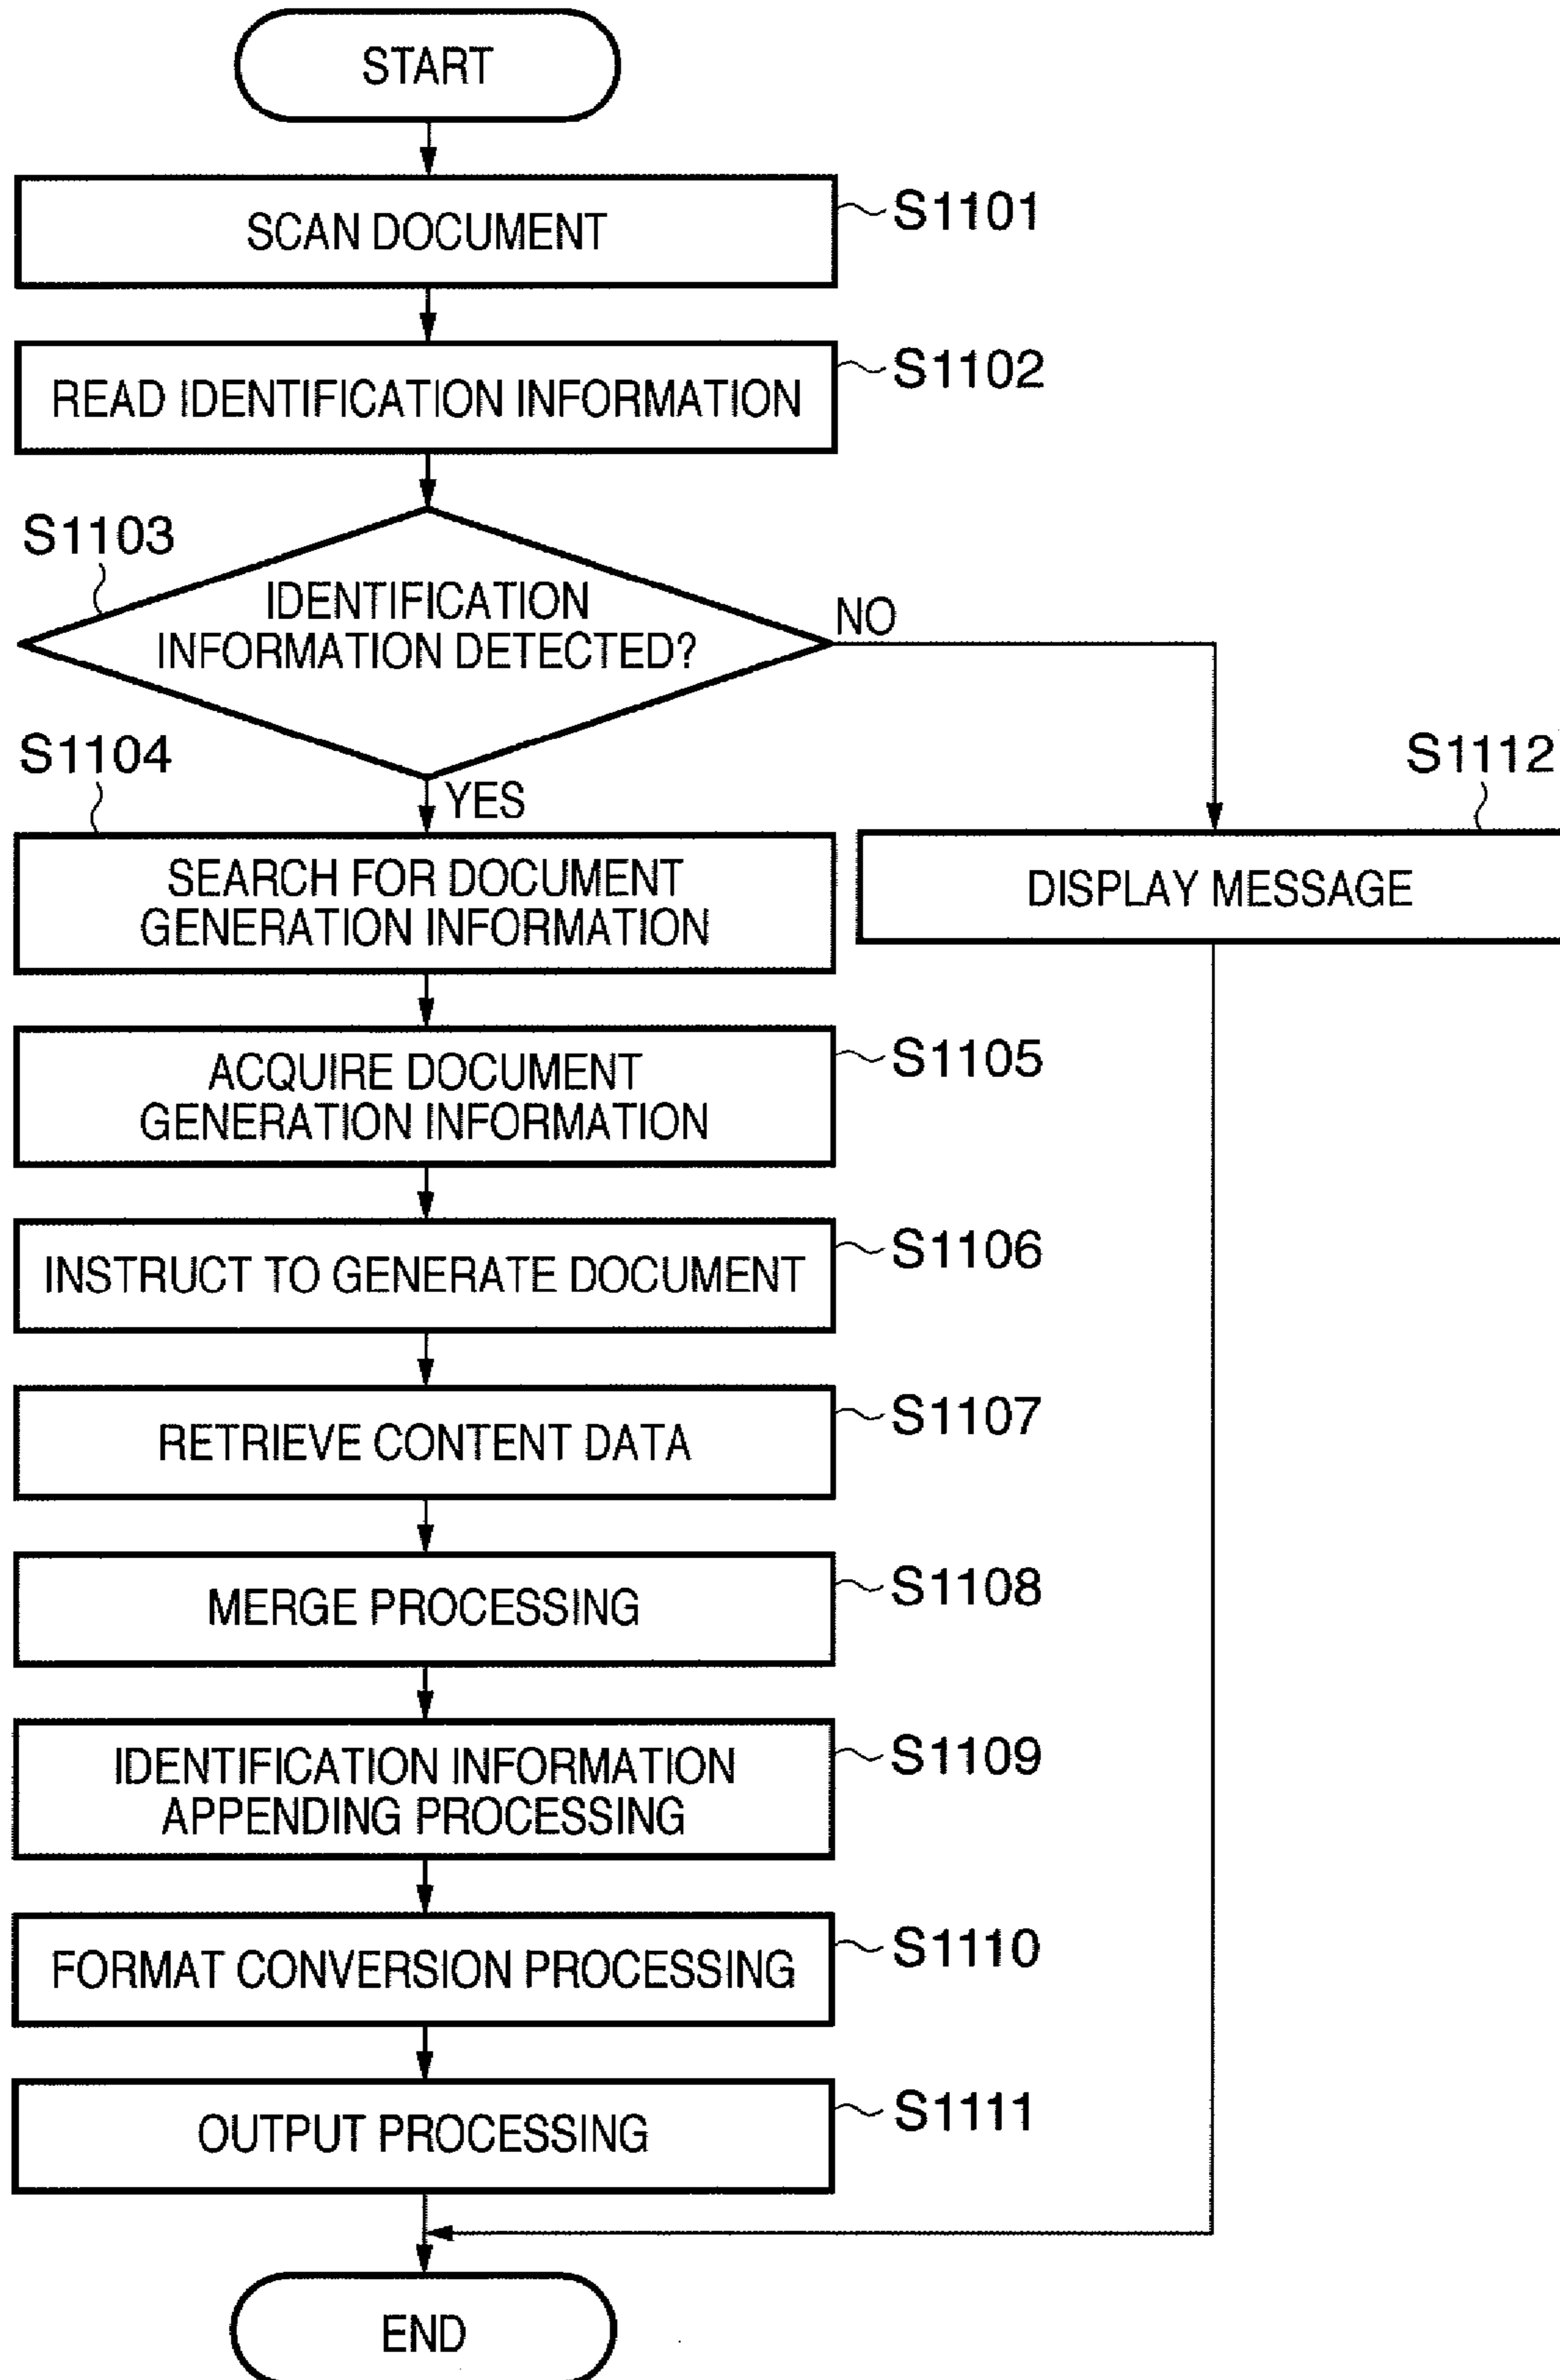 START
SCAN DOCUMENT
S1101
READ IDENTIFICATION INFORMATION
S1102
S1103
IDENTIFICATION
INFORMATION DETECTED?
NO
YES
S1104
SEARCH FOR DOCUMENT
GENERATION INFORMATION
S1112
DISPLAY MESSAGE
ACQUIRE DOCUMENT
GENERATION INFORMATION
S1105
INSTRUCT TO GENERATE DOCUMENT
S1106
RETRIEVE CONTENT DATA
S1107
MERGE PROCESSING
S1108
IDENTIFICATION INFORMATION
APPENDING PROCESSING
S1109
FORMAT CONVERSION PROCESSING
S1110
OUTPUT PROCESSING
S1111
END